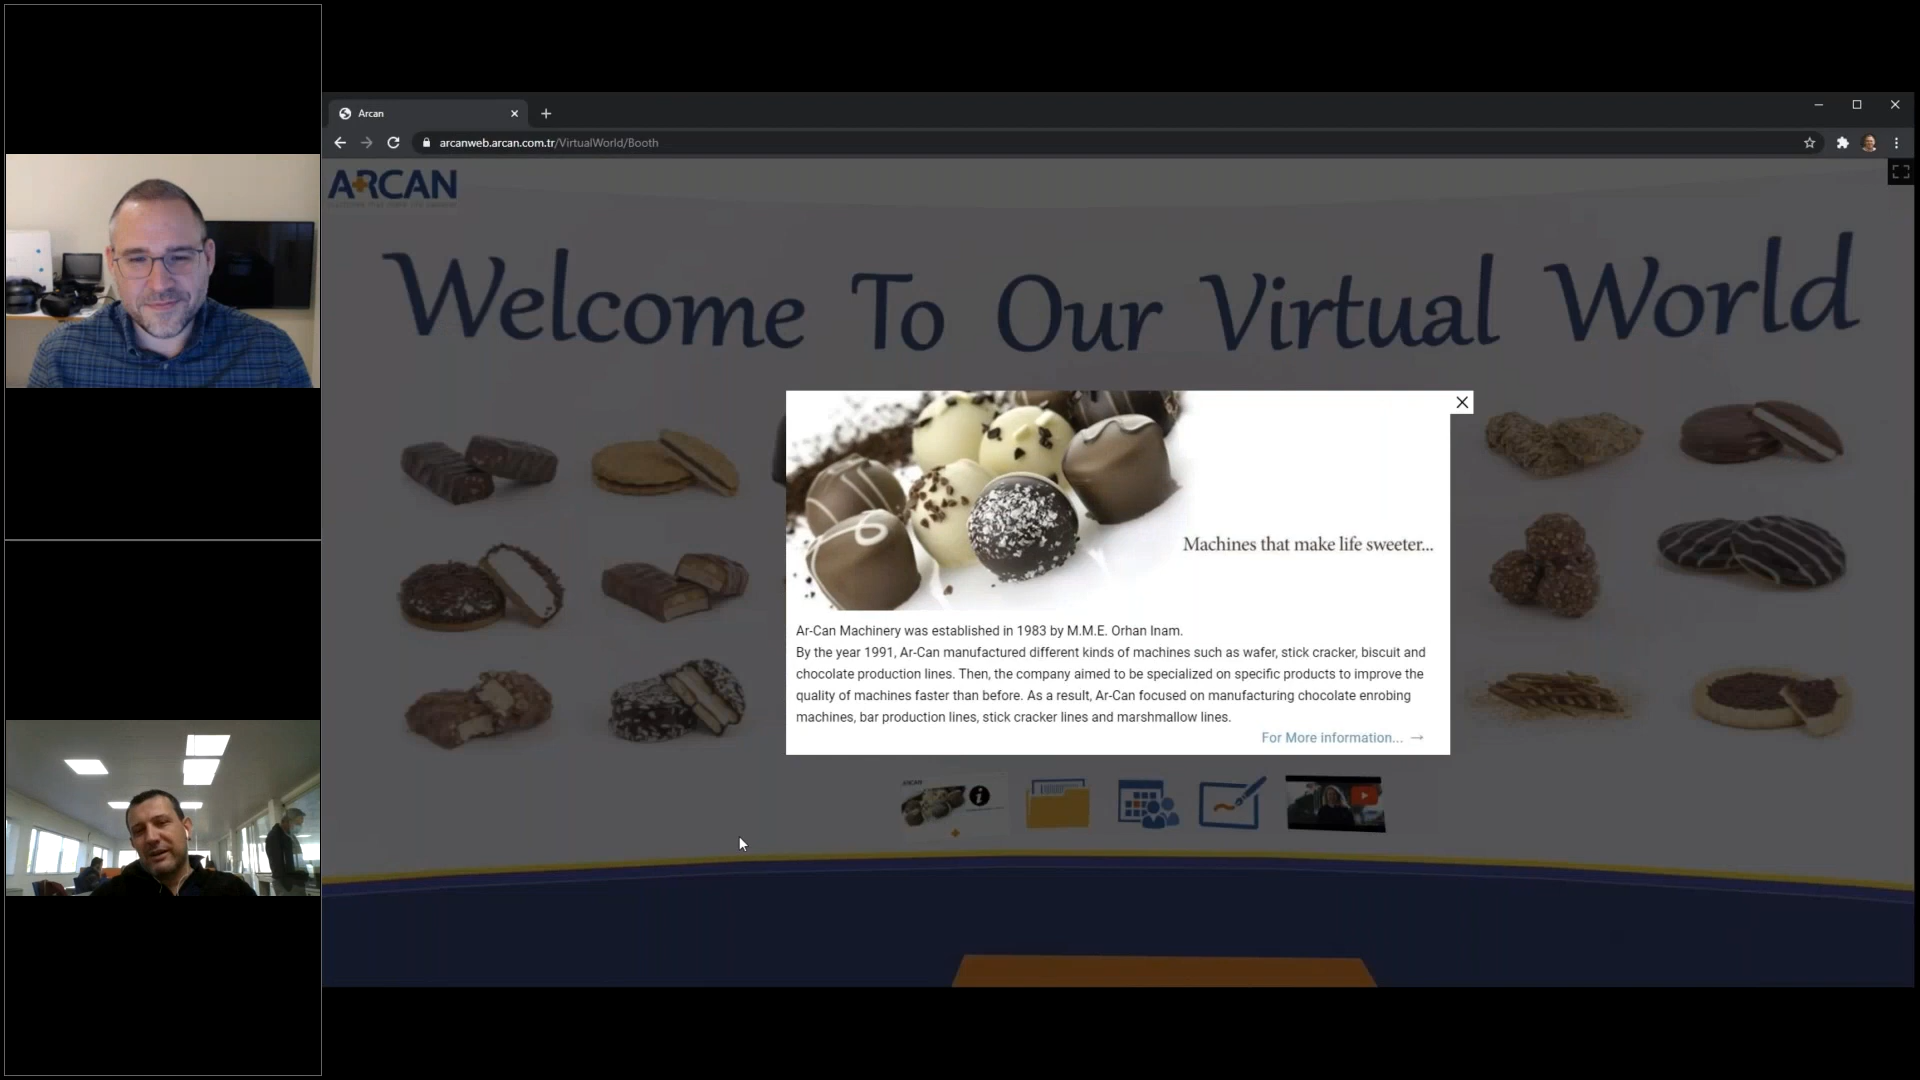 Arcan
arcanweb.arcan.com.tr/VirtualWorld/Booth
ARCAN
Welcome To Our Virtual World
Machines that make life sweeter...
Ar-Can Machinery was established in 1983 by M.M.E. Orhan Inam.
By the year 1991, Ar-Can manufactured different kinds of machines such as wafer, stick cracker, biscuit and
chocolate production lines. Then, the company aimed to be specialized on specific products to improve the
quality of machines faster than before. As a result, Ar-Can focused on manufacturing chocolate enrobing
machines, bar production lines, stick cracker lines and marshmallow lines.
For More information... →